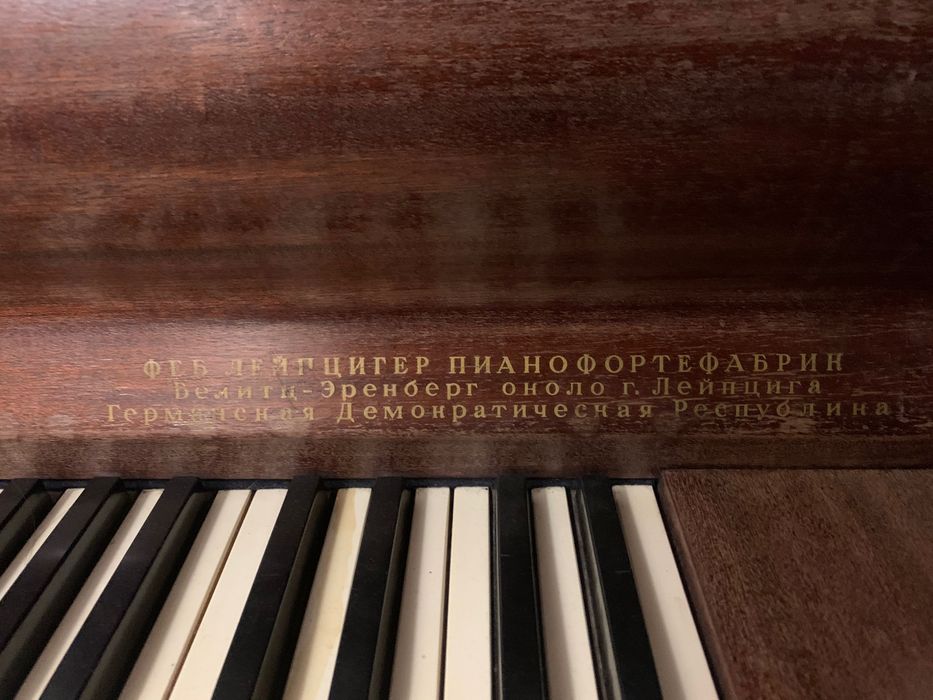 ФЕБ ЛЕЙПЦИГЕР ПИАНОФОРТЕФАБРИК
Белитц-Эренберг около г. Лейпцига
Германская Демократическая Республика